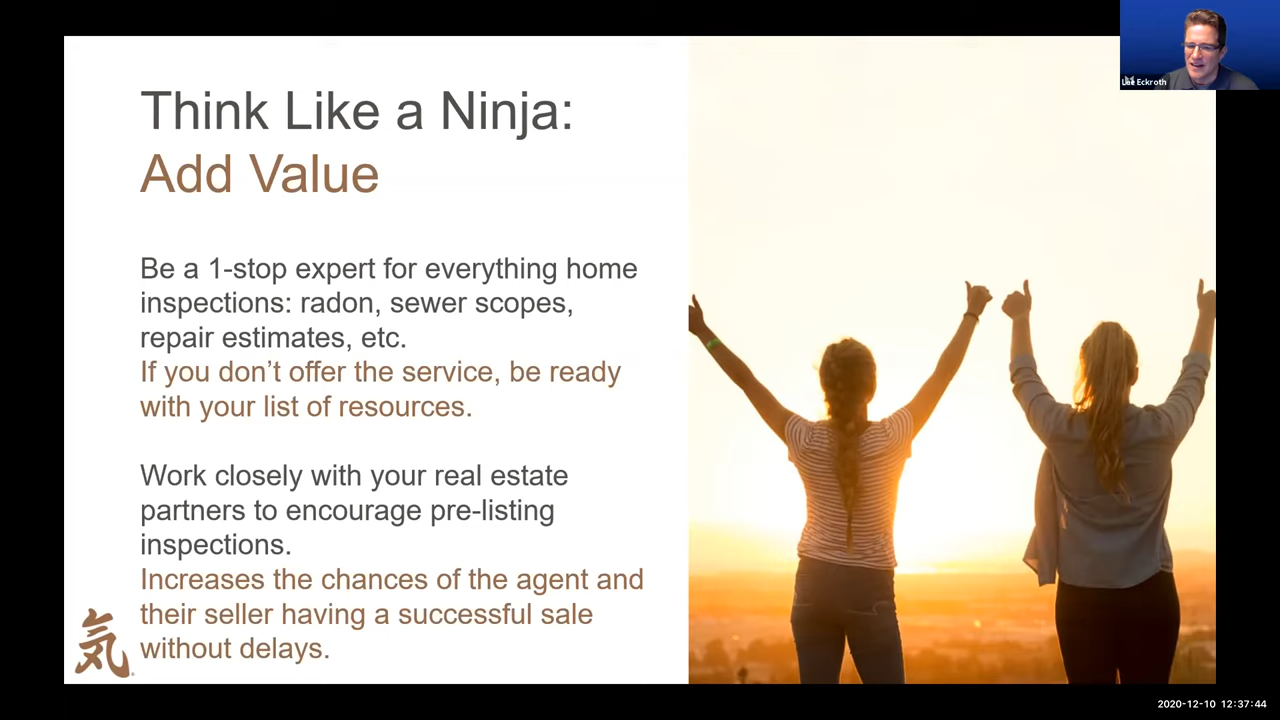 Think Like a Ninja:
Add Value
Be a 1-stop expert for everything home
inspections: radon, sewer scopes,
repair estimates, etc.
If you don’t offer the service, be ready
with your list of resources.
Work closely with your real estate
partners to encourage pre-listing
inspections.
Increases the chances of the agent and
their seller having a successful sale
without delays.
気
Lee Eckroth
2020-12-10 12:37:44